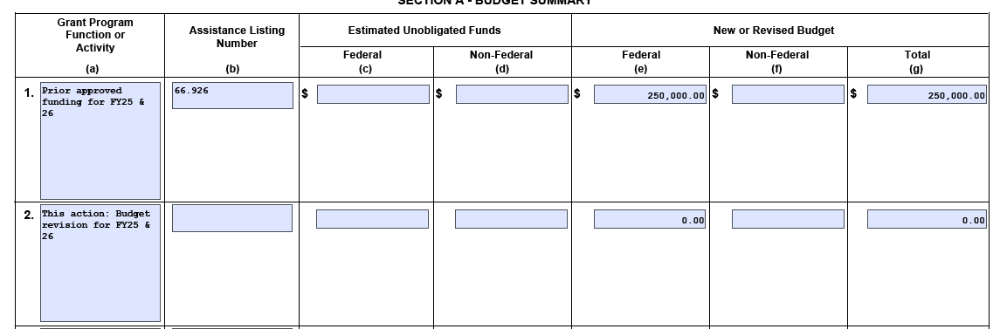 SECTION A - BUDGET SUMMARY
Grant Program
Function or
Activity
(a)
Assistance Listing
Number
(b)
Estimated Unobligated Funds
New or Revised Budget
Federal
(c)
Non-Federal
(d)
Federal
(e)
Non-Federal
(f)
Total
(g)
1.
Prior approved
funding for FY25 &
26
66.926
$
$
$ 250,000.00
$
$ 250,000.00
2.
This action: Budget
revision for FY25 &
26
0.00
0.00